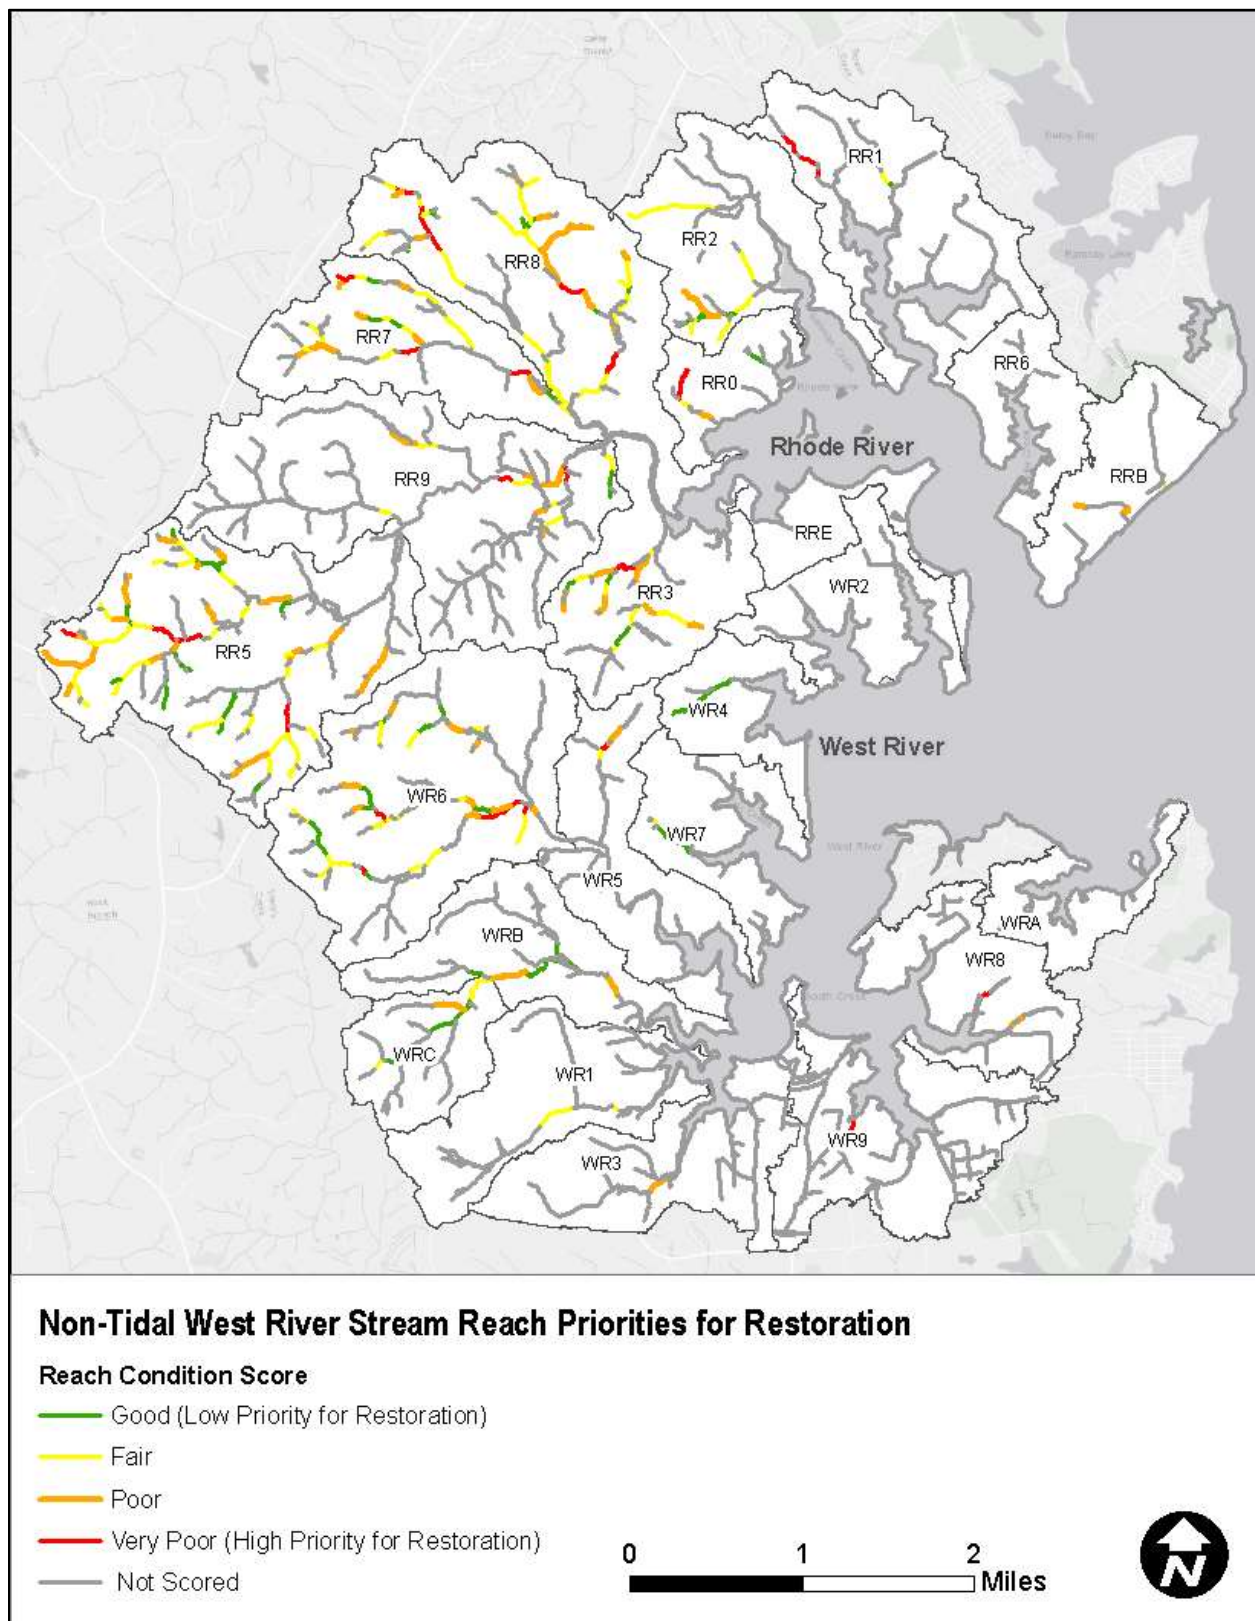 RR1
RR2
RR8
RR7
RR0
RR6
Rhode River
RRB
RR9
RRE
WR2
RR3
RR5
WR4
West River
WR6
WR7
West River
WR5
WRB
WRA
WR8
WRC
WR1
WR9
WR3
Non-Tidal West River Stream Reach Priorities for Restoration
Reach Condition Score
Good (Low Priority for Restoration)
Fair
Poor
Very Poor (High Priority for Restoration)
Not Scored
0 1 2
Miles
N